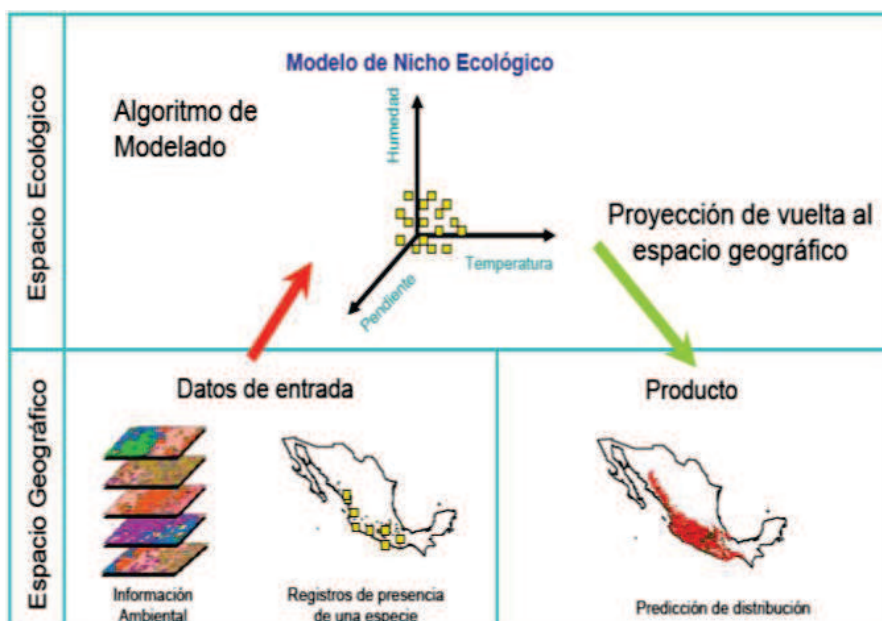 Espacio Ecológico
Modelo de Nicho Ecológico
Algoritmo de
Modelado
Humedad
Temperatura
Pendiente
Proyección de vuelta al
espacio geográfico
Espacio Geográfico
Datos de entrada
Información
Ambiental
Registros de presencia
de una especie
Producto
Predicción de distribución